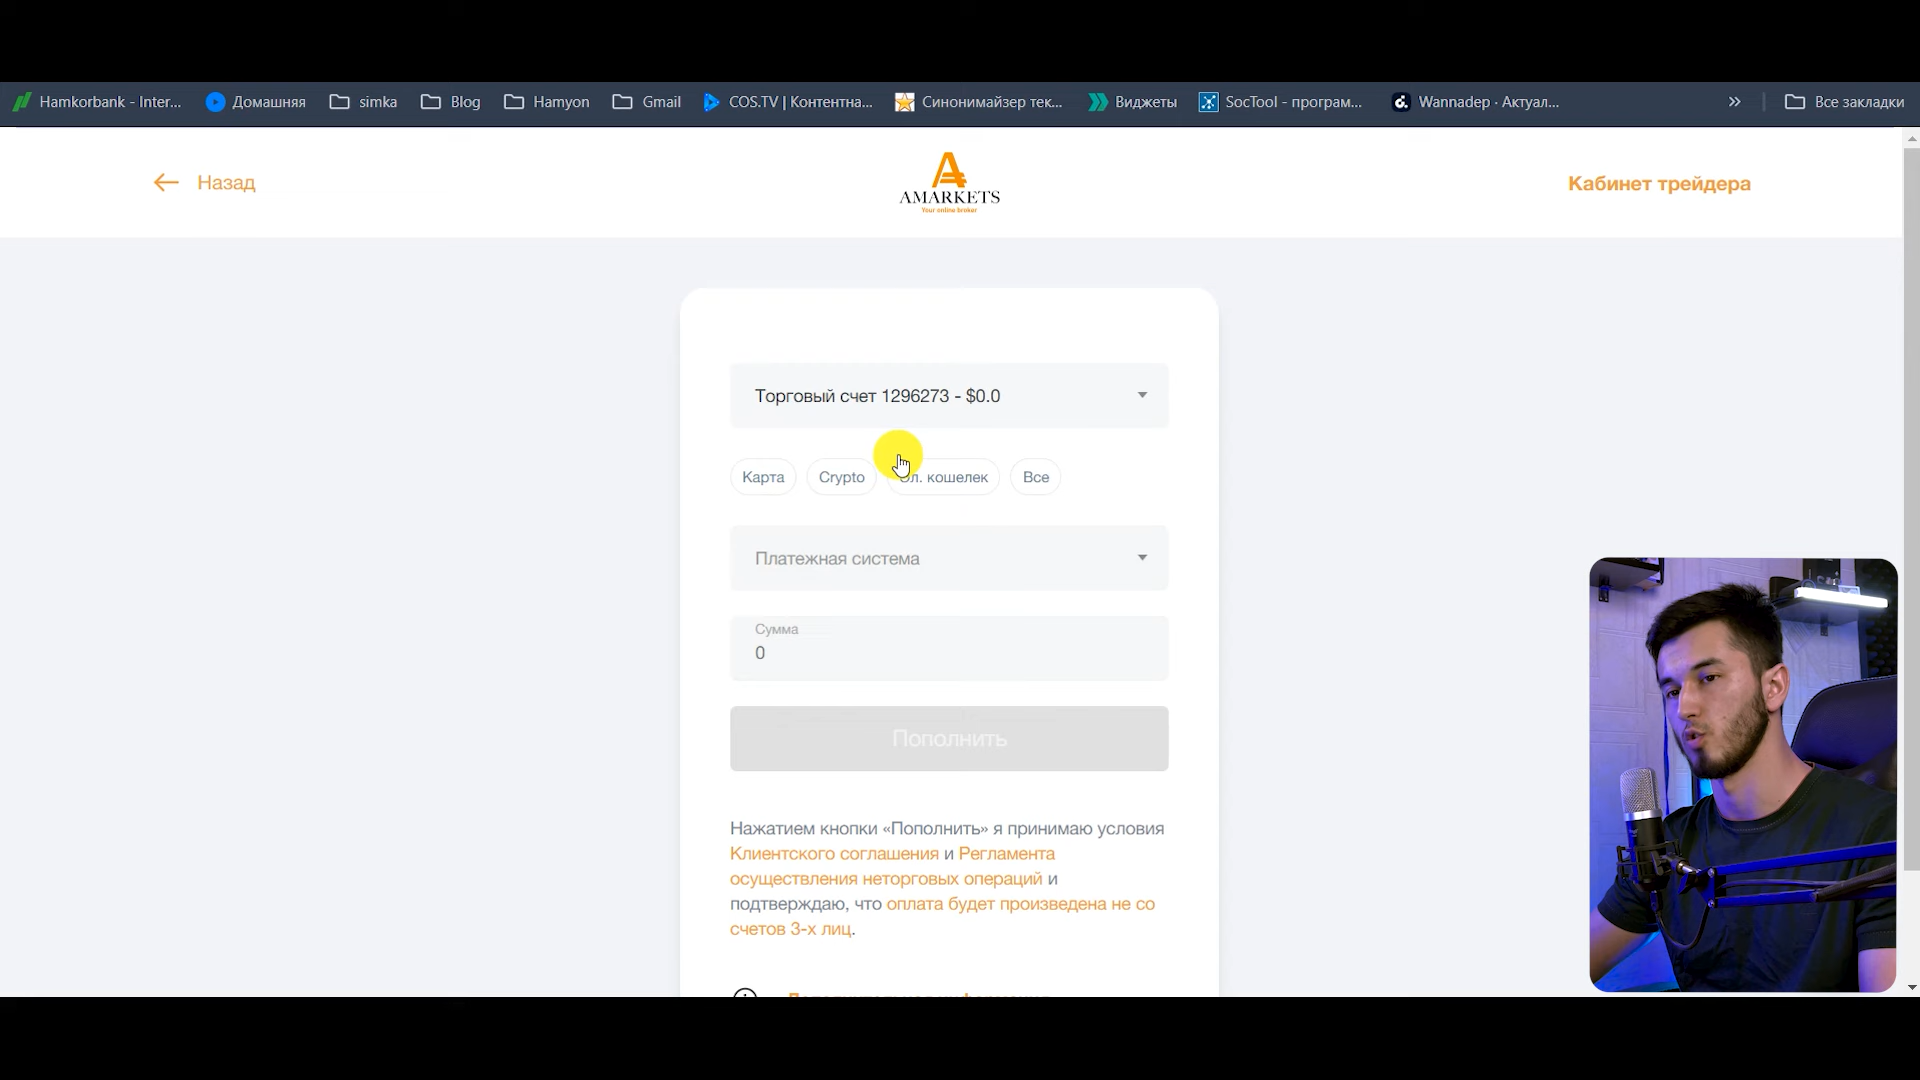 Hamkorbank - Inter... Домашняя simka Blog Hamyon Gmail COS.TV | Контентна... Синонимайзер тек... Виджеты SocTool - програм... Wannadep · Актуал... » Все закладки
Назад
AMARKETS
Your online broker
Кабинет трейдера
Торговый счет 1296273 - $0.0
Карта Crypto кошелек Все
Платежная система
Сумма
0
Пополнить
Нажатием кнопки «Пополнить» я принимаю условия
Клиентского соглашения и Регламента
осуществления неторговых операций и
подтверждаю, что оплата будет произведена не со
счетов 3-х лиц.